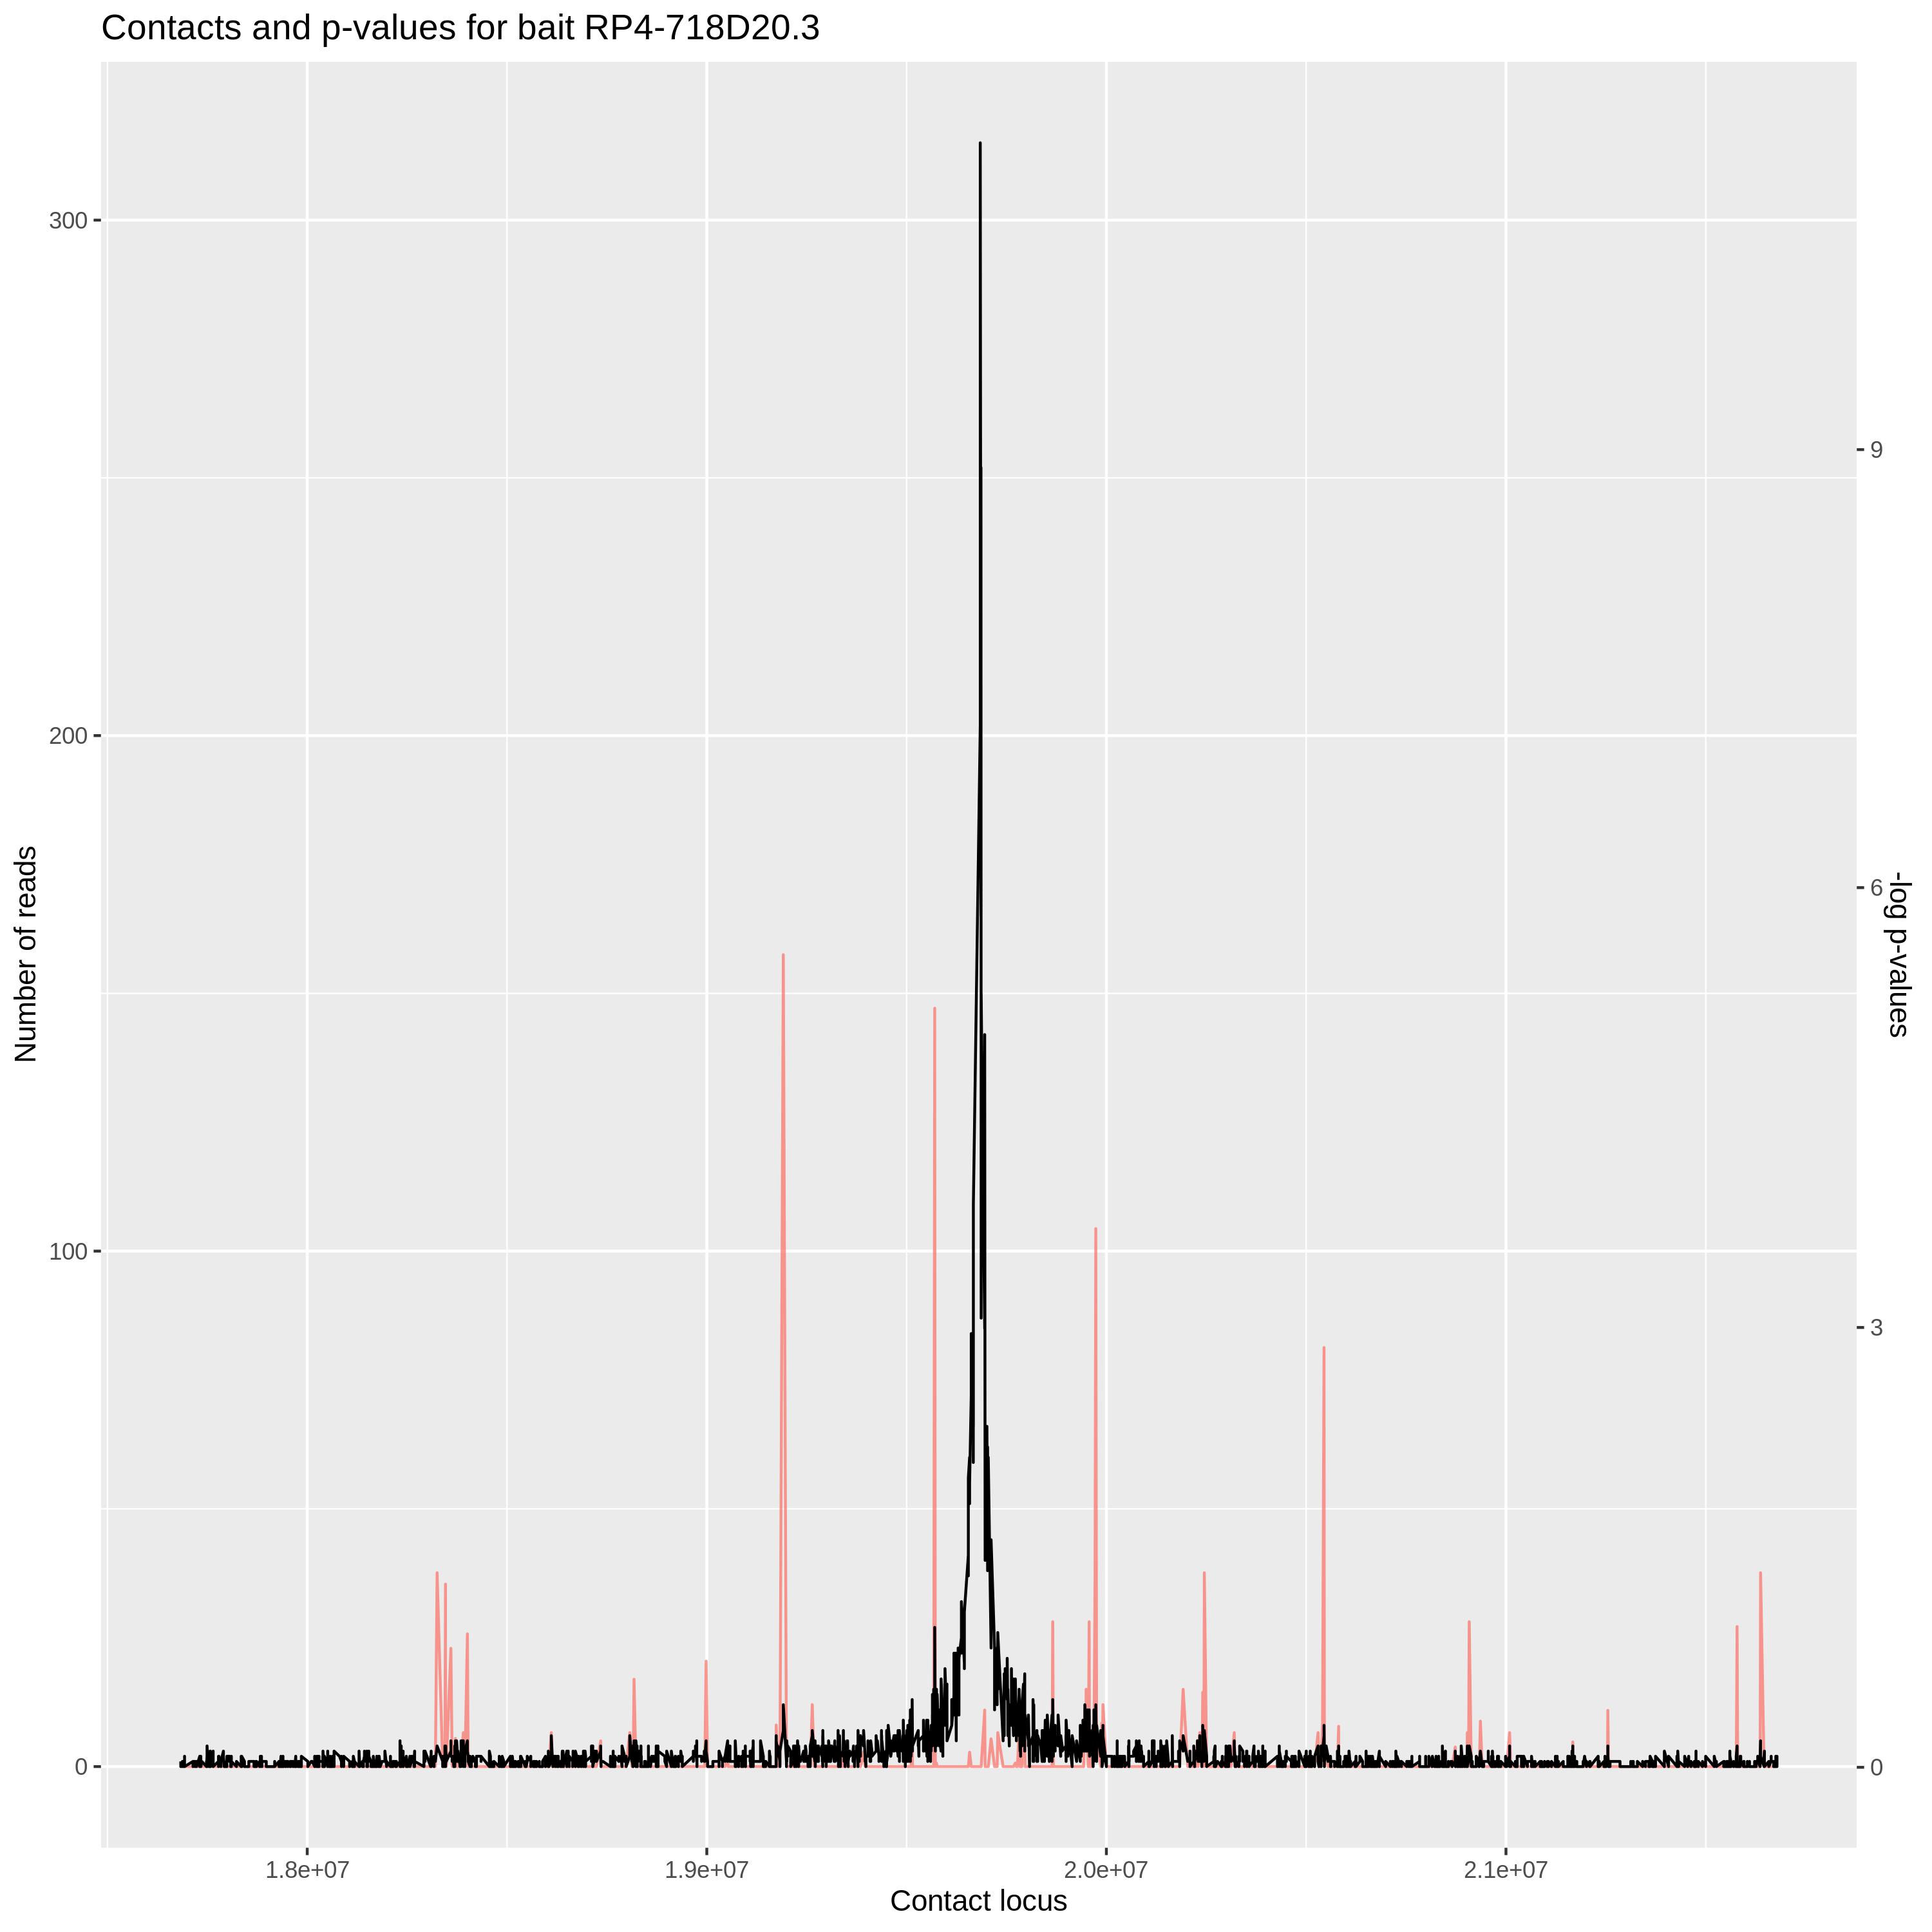 Contacts and p-values for bait RP4-718D20.3
300
200
100
0
Number of reads
9
6
3
0
-log p-values
1.8e+07
1.9e+07
2.0e+07
2.1e+07
Contact locus